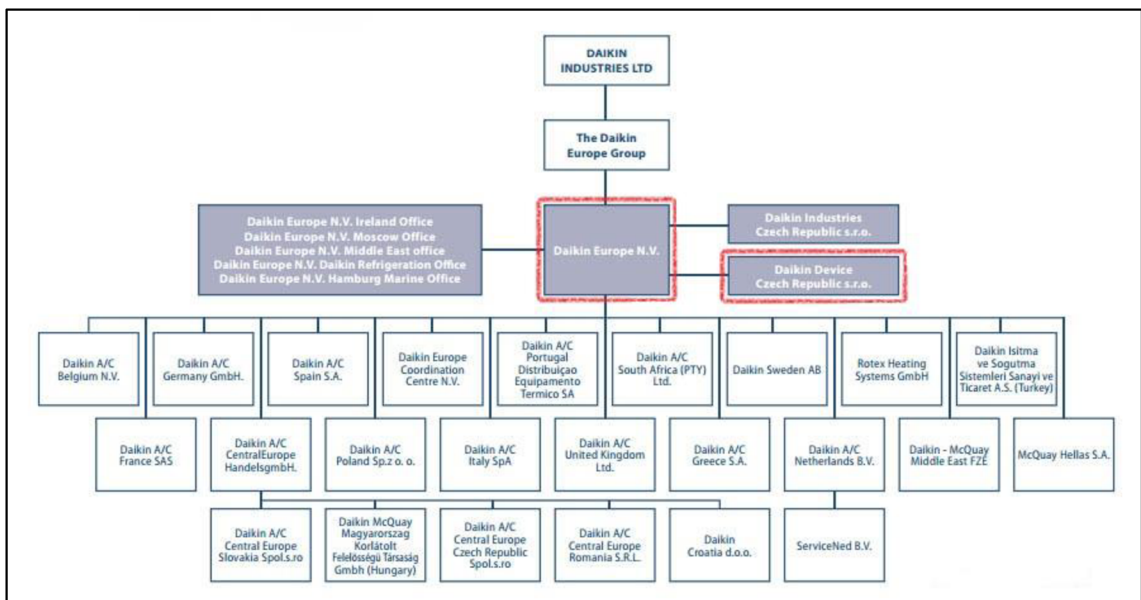 DAIKIN
INDUSTRIES LTD
The Daikin
Europe Group
Daikin Europe N.V. Ireland Office
Daikin Europe N.V. Moscow Office
Daikin Europe N.V. Middle East office
Daikin Europe N.V. Daikin Refrigeration Office
Daikin Europe N.V. Hamburg Marine Office
Daikin Europe N.V.
Daikin Industries
Czech Republic s.r.o.
Daikin Device
Czech Republic s.r.o.
Daikin A/C
Belgium N.V.
Daikin A/C
Germany GmbH.
Daikin A/C
Spain S.A.
Daikin Europe
Coordination
Centre N.V.
Daikin A/C
Portugal
Distribuiçao
Equipamento
Termico SA
Daikin A/C
South Africa (PTY)
Ltd.
Daikin Sweden AB
Rotex Heating
Systems GmbH
Daikin Isitma
ve Sogutma
Sistemleri Sanayi ve
Ticaret A.S. (Turkey)
Daikin A/C
France SAS
Daikin A/C
CentralEurope
HandelsgmbH.
Daikin A/C
Poland Sp.z o. o.
Daikin A/C
Italy SpA
Daikin A/C
United Kingdom
Ltd.
Daikin A/C
Greece S.A.
Daikin A/C
Netherlands B.V.
Daikin - McQuay
Middle East FZE
McQuay Hellas S.A.
Daikin A/C
Central Europe
Slovakia Spol.s.ro
Daikin McQuay
Magyarorszag
Korlátolt
Felelösségü Társaság
Gmbh (Hungary)
Daikin A/C
Central Europe
Czech Republic
Spol.s.ro
Daikin A/C
Central Europe
Romania S.R.L.
Daikin
Croatia d.o.o.
ServiceNed B.V.